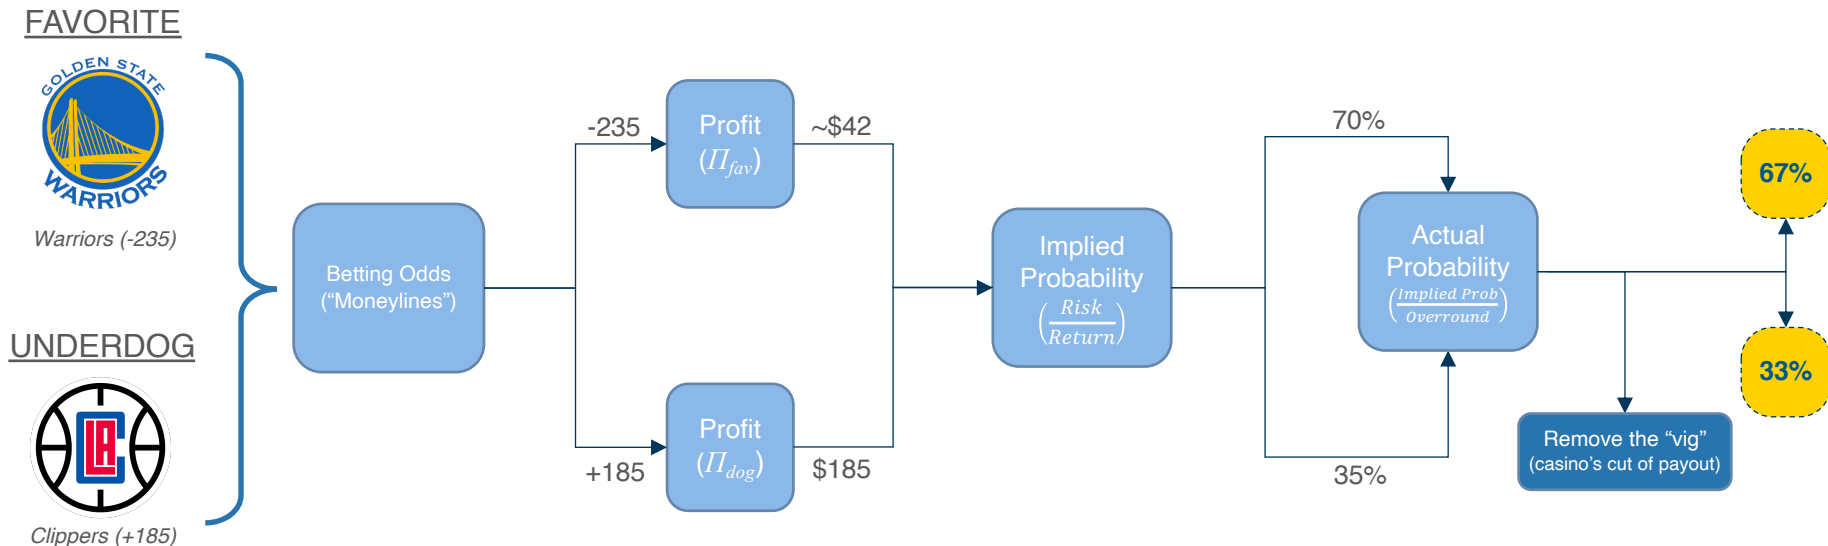 FAVORITE
GOLDEN STATE
WARRIORS
Warriors (-235)
UNDERDOG
LA
Clippers (+185)
Betting Odds
(“Moneylines”)
-235
Profit
(Π_fav)
~$42
+185
Profit
(Π_dog)
$185
Implied
Probability
(Risk
Return)
70%
35%
Actual
Probability
(Implied Prob
Overround)
Remove the “vig”
(casino’s cut of payout)
67%
33%